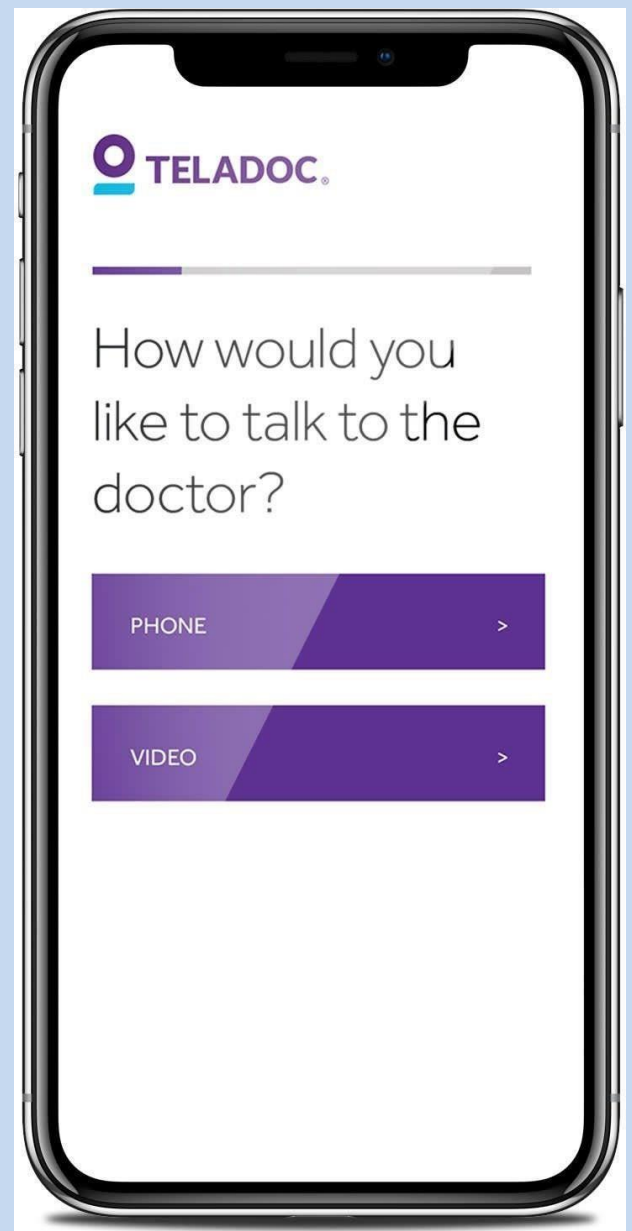 TELADOC®
How would you
like to talk to the
doctor?
PHONE >
VIDEO >